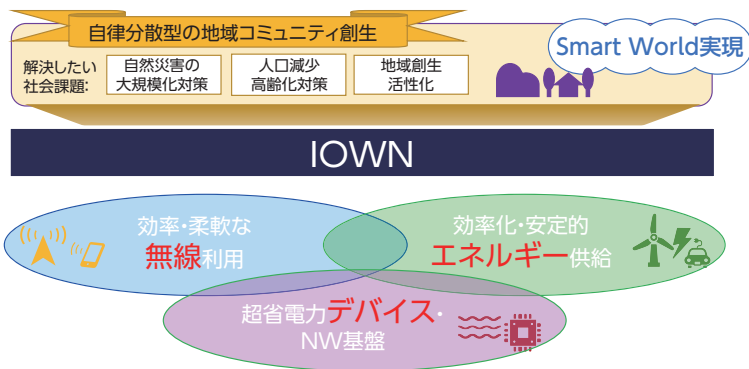 自律分散型の地域コミュニティ創生
Smart World実現
解決したい
社会課題:
自然災害の
大規模化対策
人口減少
高齢化対策
地域創生
活性化
IOWN
効率・柔軟な
無線利用
効率化・安定的
エネルギー供給
超省電力デバイス・
NW基盤